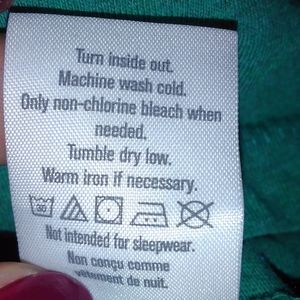 Turn inside out.
Machine wash cold.
Only non-chlorine bleach when
needed.
Tumble dry low.
Warm iron if necessary.
Not intended for sleepwear.
Non conçu comme
vêtement de nuit.